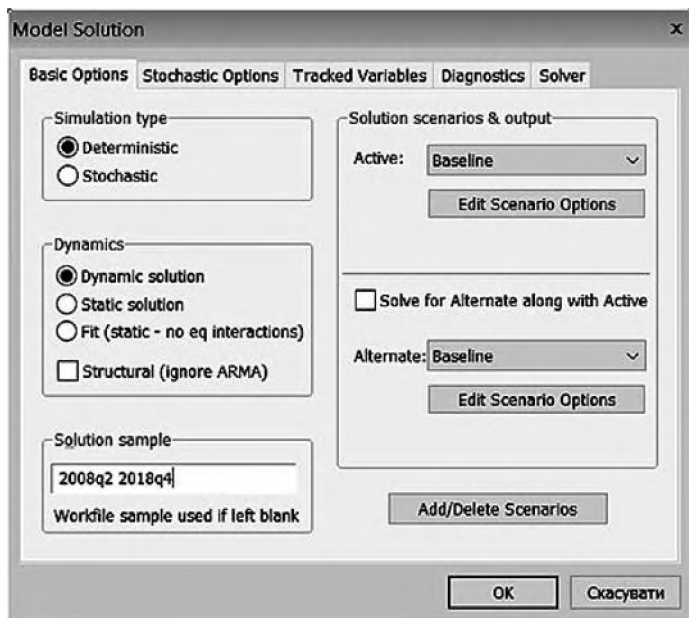 Model Solution
x
Basic Options Stochastic Options Tracked Variables Diagnostics Solver
Simulation type
Deterministic
Stochastic
Dynamics
Dynamic solution
Static solution
Fit (static - no eq interactions)
Structural (ignore ARMA)
Solution sample
2008q2 2018q4
Workfile sample used if left blank
Solution scenarios & output
Active: Baseline
Edit Scenario Options
Solve for Alternate along with Active
Alternate: Baseline
Edit Scenario Options
Add/Delete Scenarios
OK Скасувати